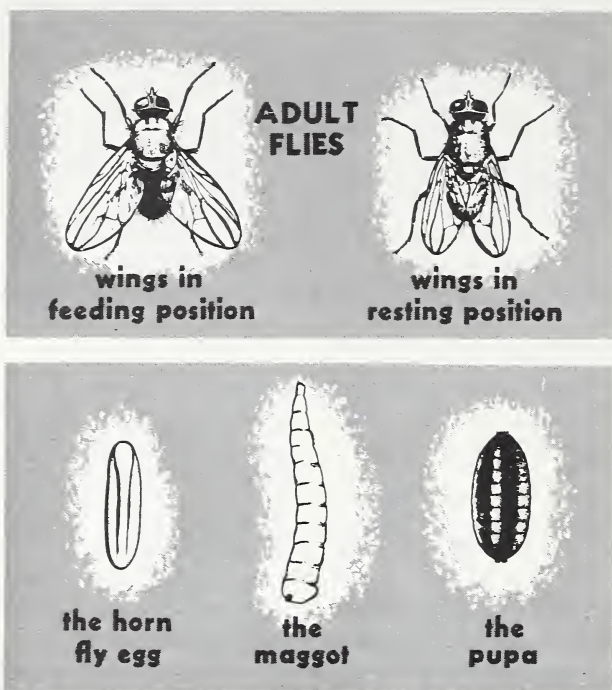 ADULT
FLIES
wings in
feeding position
wings in
resting position
the horn
fly egg
the
maggot
the
pupa